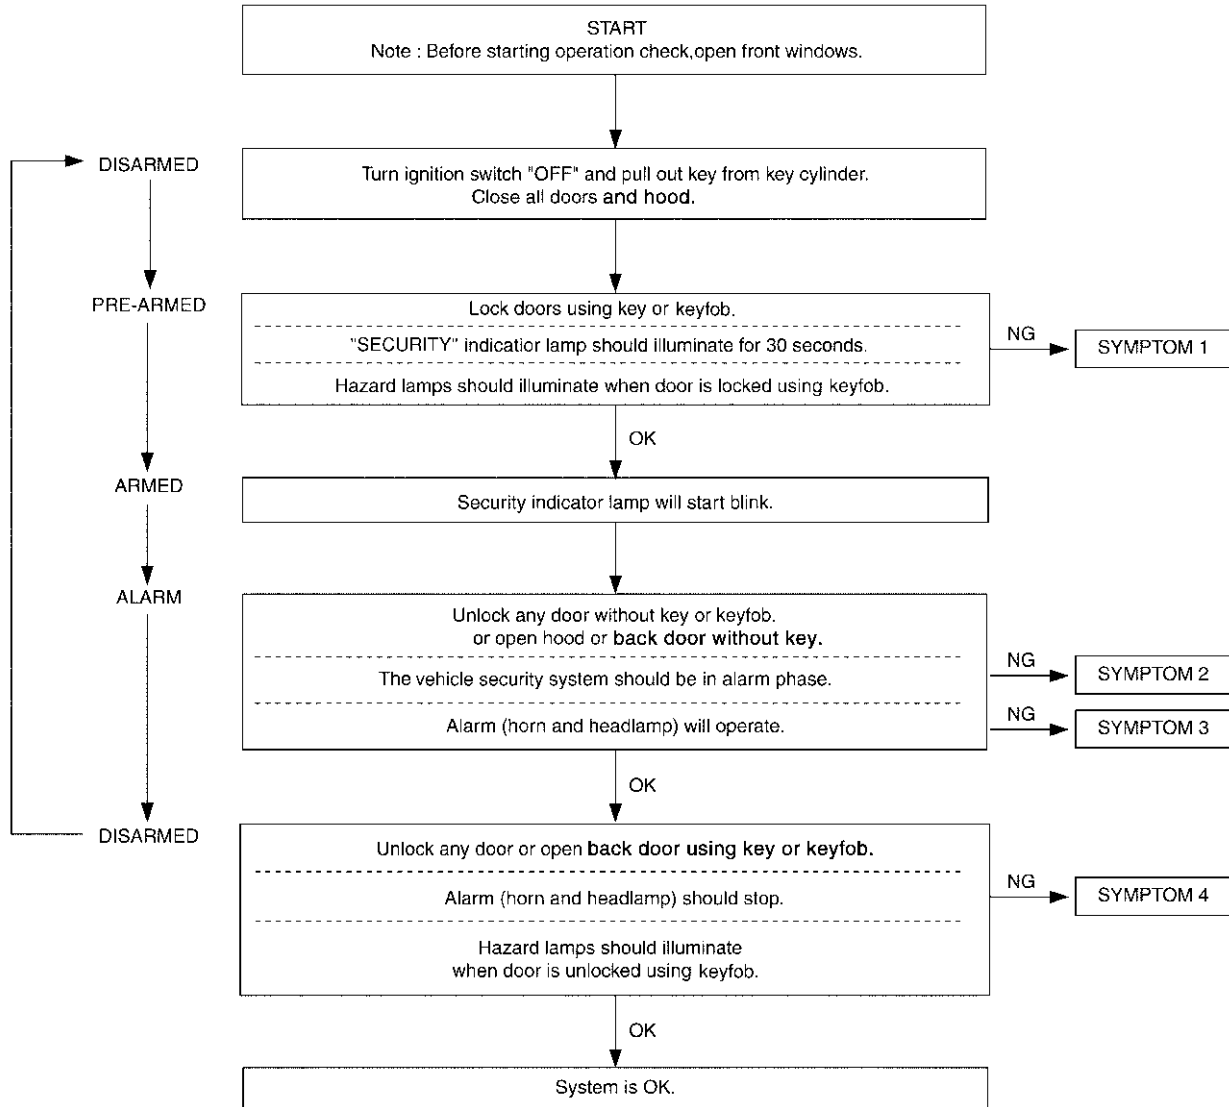 START
Note : Before starting operation check,open front windows.
DISARMED
Turn ignition switch "OFF" and pull out key from key cylinder.
Close all doors and hood.
PRE-ARMED
Lock doors using key or keyfob.
"SECURITY" indicatior lamp should illuminate for 30 seconds.
Hazard lamps should illuminate when door is locked using keyfob.
NG
SYMPTOM 1
OK
ARMED
Security indicator lamp will start blink.
ALARM
Unlock any door without key or keyfob.
or open hood or back door without key.
The vehicle security system should be in alarm phase.
NG
SYMPTOM 2
Alarm (horn and headlamp) will operate.
NG
SYMPTOM 3
OK
DISARMED
Unlock any door or open back door using key or keyfob.
Alarm (horn and headlamp) should stop.
NG
SYMPTOM 4
Hazard lamps should illuminate
when door is unlocked using keyfob.
OK
System is OK.